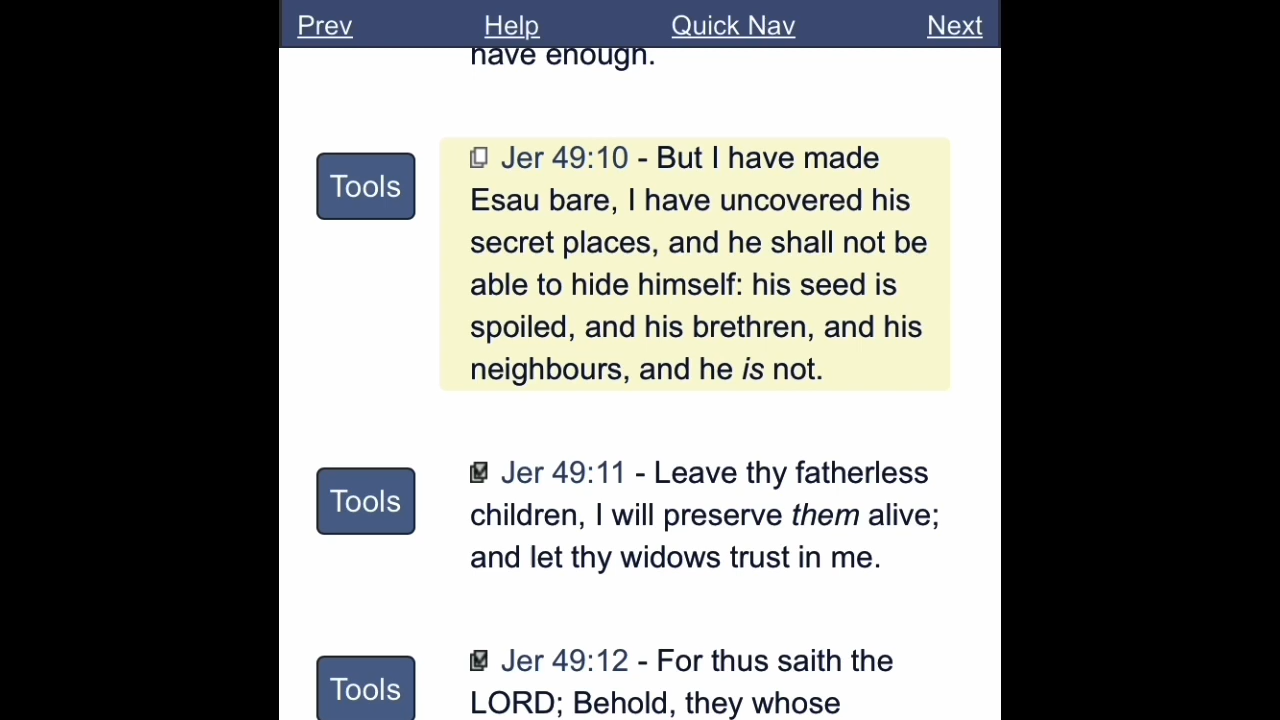 Prev Help Quick Nav Next
have enough.
Tools
Jer 49:10 - But I have made
Esau bare, I have uncovered his
secret places, and he shall not be
able to hide himself: his seed is
spoiled, and his brethren, and his
neighbours, and he is not.
Tools
Jer 49:11 - Leave thy fatherless
children, I will preserve them alive;
and let thy widows trust in me.
Tools
Jer 49:12 - For thus saith the
LORD; Behold, they whose